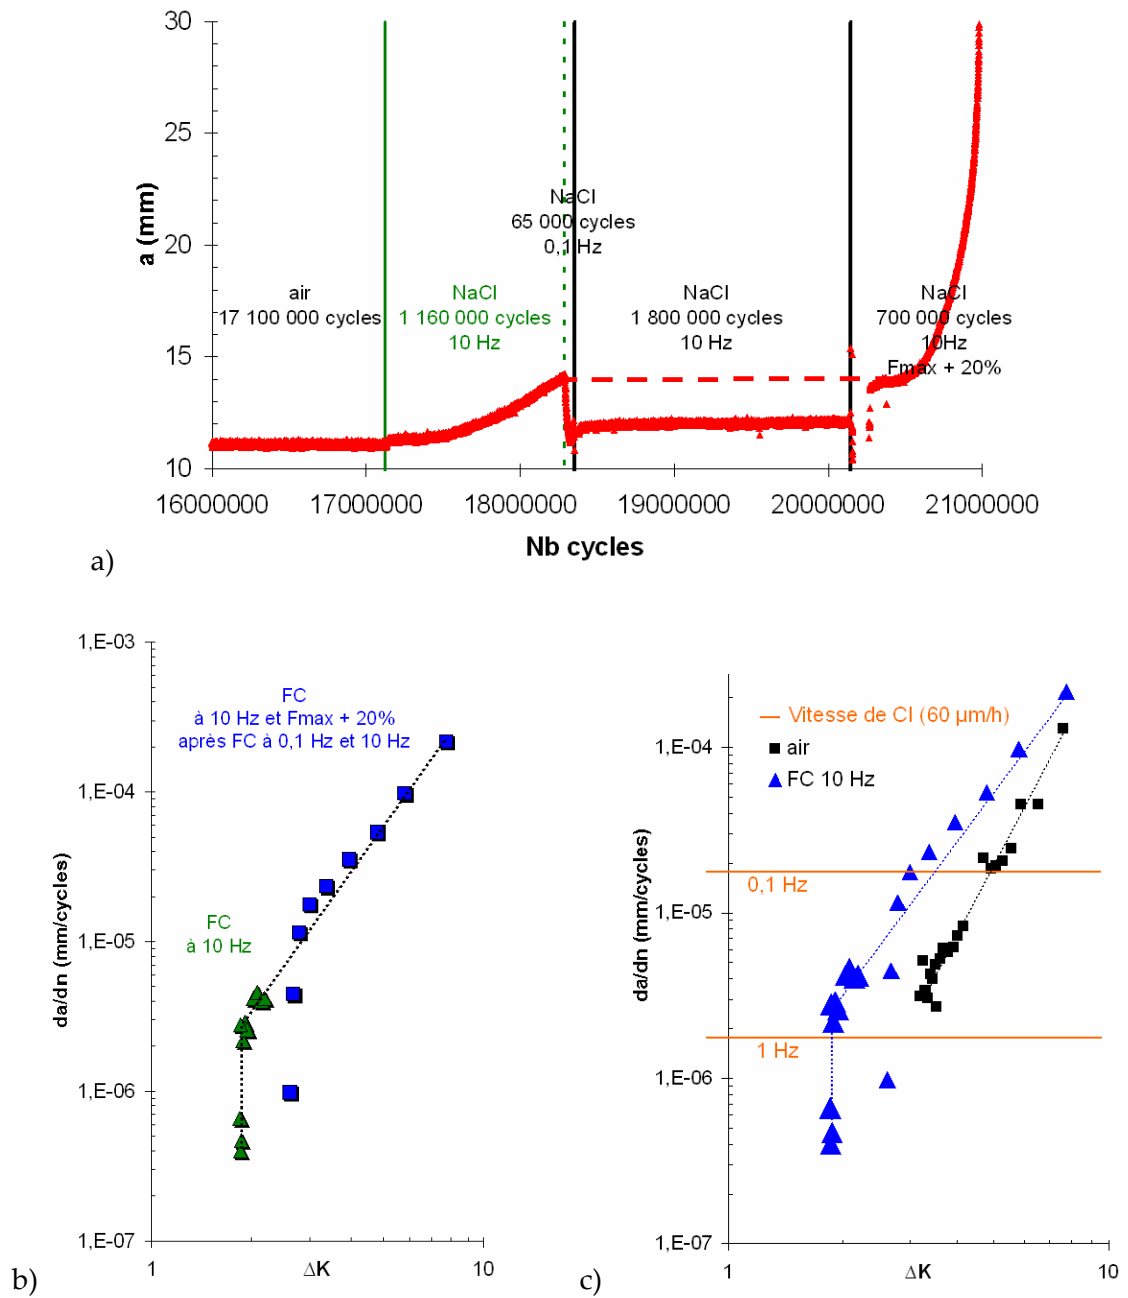 30
25
20
15
10
a (mm)
NaCl
65 000 cycles
0,1 Hz
air
17 100 000 cycles
NaCl
1 160 000 cycles
10 Hz
NaCl
1 800 000 cycles
10 Hz
NaCl
700 000 cycles
10Hz
Fmax + 20%
16000000 17000000 18000000 19000000 20000000 21000000
Nb cycles
a)
1,E-03
1,E-04
1,E-05
1,E-06
1,E-07
da/dn (mm/cycles)
FC
à 10 Hz et Fmax + 20%
après FC à 0,1 Hz et 10 Hz
FC
à 10 Hz
1 ΔK 10
b)
1,E-04
1,E-05
1,E-06
1,E-07
da/dn (mm/cycles)
Vitesse de CI (60 µm/h)
air
FC 10 Hz
0,1 Hz
1 Hz
1 ΔK 10
c)